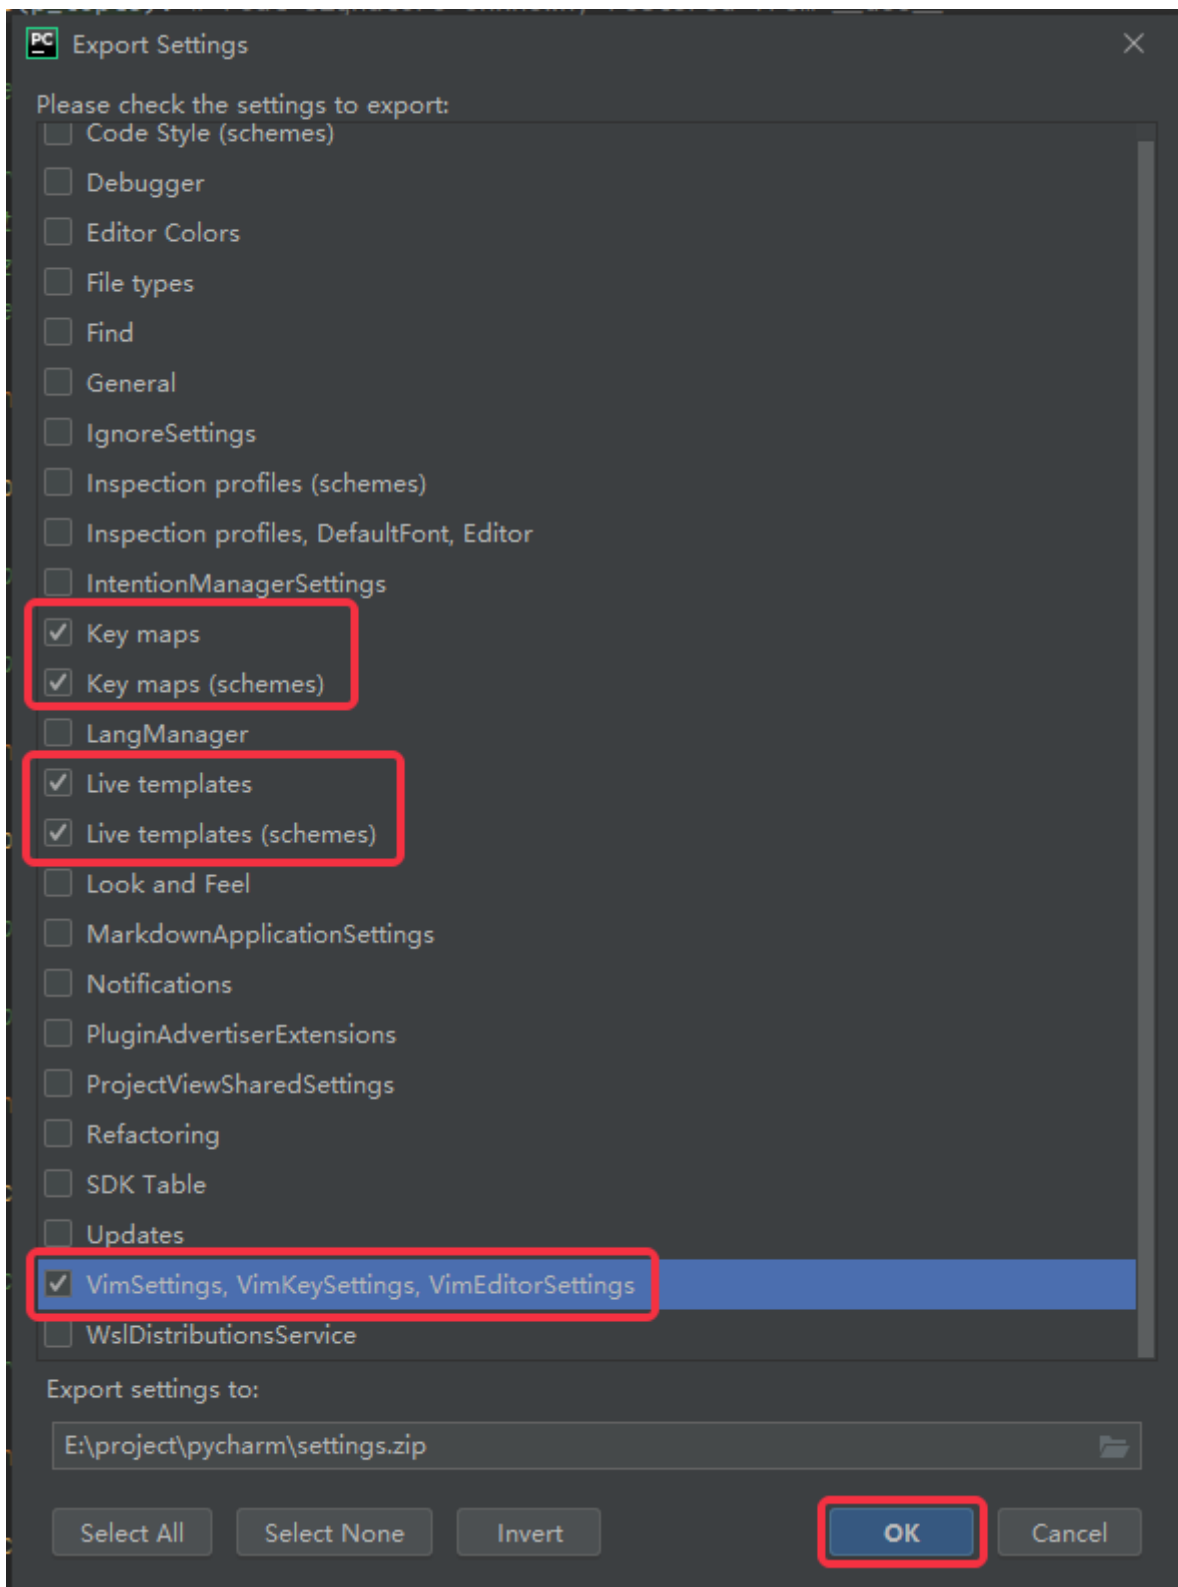 PC Export Settings
Please check the settings to export:
Code Style (schemes)
Debugger
Editor Colors
File types
Find
General
IgnoreSettings
Inspection profiles (schemes)
Inspection profiles, DefaultFont, Editor
IntentionManagerSettings
Key maps
Key maps (schemes)
LangManager
Live templates
Live templates (schemes)
Look and Feel
MarkdownApplicationSettings
Notifications
PluginAdvertiserExtensions
ProjectViewSharedSettings
Refactoring
SDK Table
Updates
VimSettings, VimKeySettings, VimEditorSettings
WslDistributionsService
Export settings to:
E:\project\pycharm\settings.zip
Select All Select None Invert OK Cancel